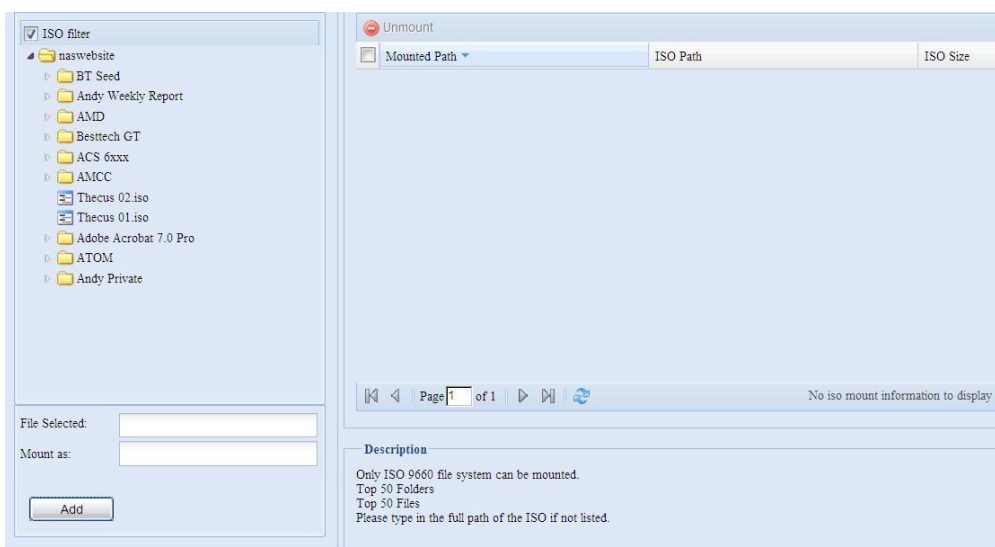 ISO filter
naswebsite
BT Seed
Andy Weekly Report
AMD
Besttech GT
ACS 6xxx
AMCC
Thecus 02.iso
Thecus 01.iso
Adobe Acrobat 7.0 Pro
ATOM
Andy Private
File Selected:
Mount as:
Add
Unmount
Mounted Path ISO Path ISO Size
Page 1 of 1 No iso mount information to display
Description
Only ISO 9660 file system can be mounted.
Top 50 Folders
Top 50 Files
Please type in the full path of the ISO if not listed.